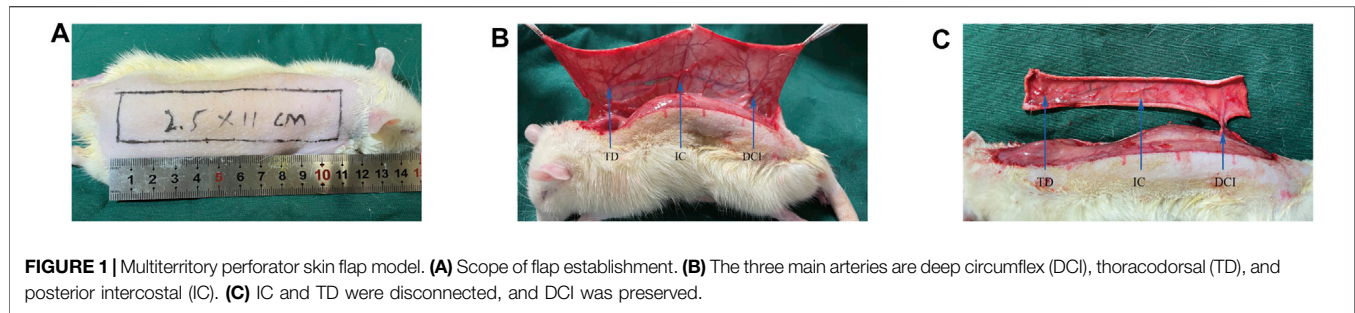 A
2.5 X 11 CM
1 2 3 4 5 6 7 8 9 10 11 12 13 14
B
TD IC DCI
C
TD IC DCI
FIGURE 1 | Multiterritory perforator skin flap model. (A) Scope of flap establishment. (B) The three main arteries are deep circumflex (DCI), thoracodorsal (TD), and
posterior intercostal (IC). (C) IC and TD were disconnected, and DCI was preserved.